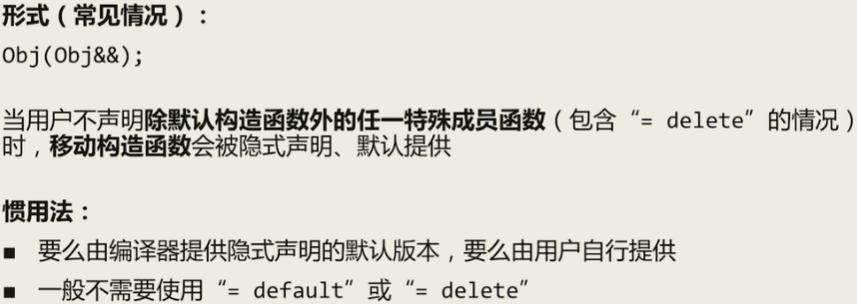 形式（常见情况）：
Obj(Obj&&);
当用户不声明除默认构造函数外的任一特殊成员函数（包含“= delete”的情况）
时，移动构造函数会被隐式声明、默认提供
惯用法：
■ 要么由编译器提供隐式声明的默认版本，要么由用户自行提供
■ 一般不需要使用“= default”或“= delete”